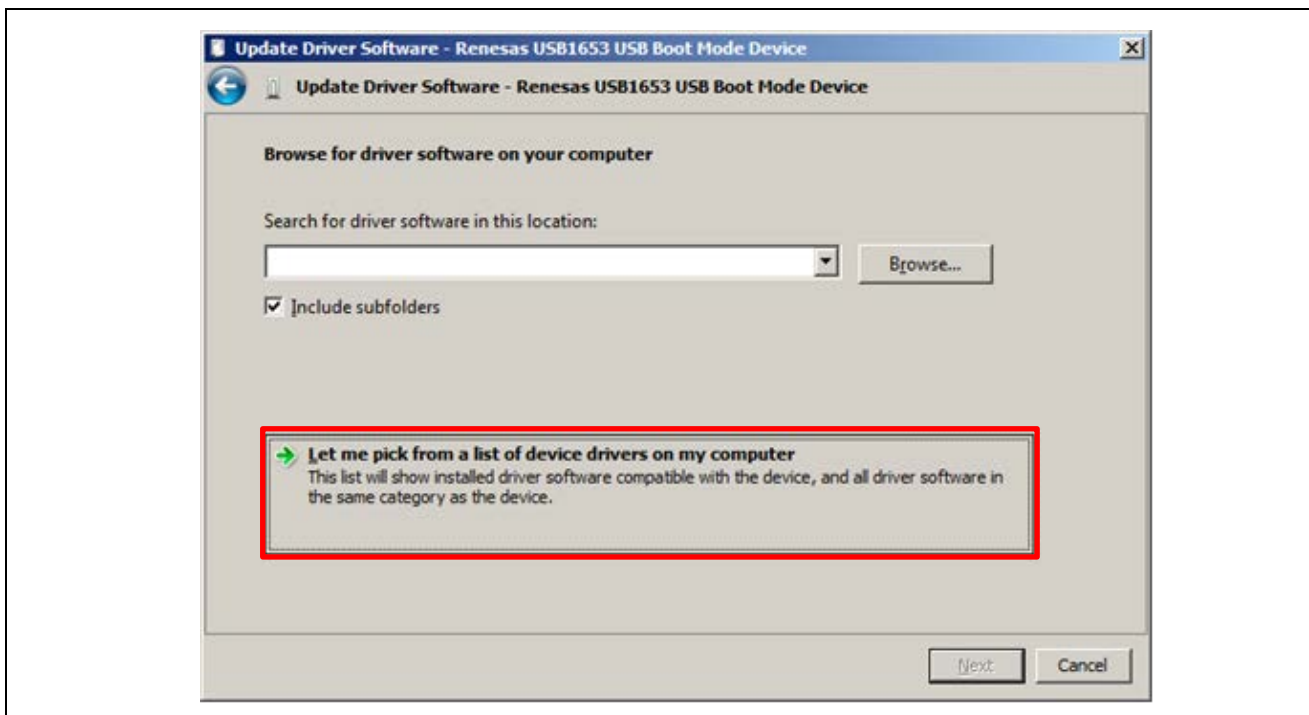 Update Driver Software - Renesas USB1653 USB Boot Mode Device
Update Driver Software - Renesas USB1653 USB Boot Mode Device
Browse for driver software on your computer
Search for driver software in this location:
Browse...
Include subfolders
Let me pick from a list of device drivers on my computer
This list will show installed driver software compatible with the device, and all driver software in
the same category as the device.
Next
Cancel